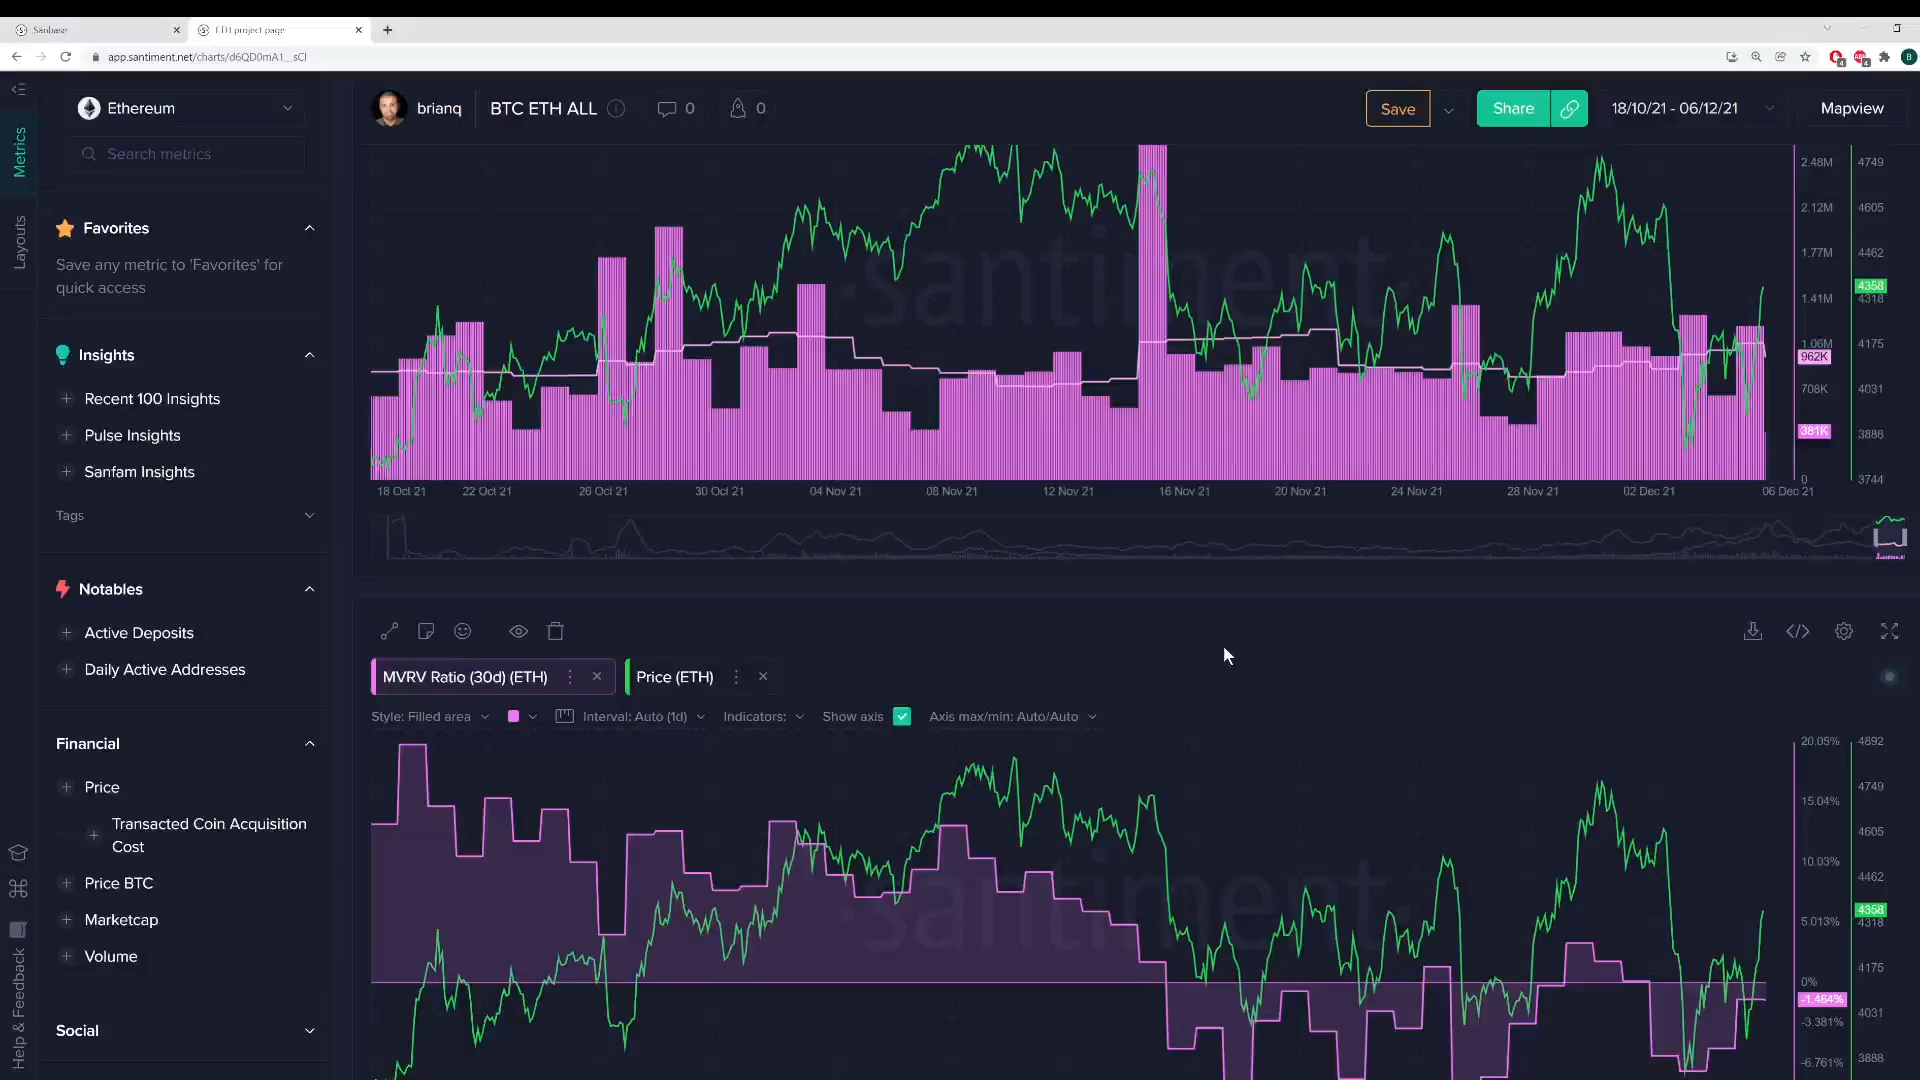 Sanbase
ETH project page
app.santiment.net/charts/d6QD0mA1__sCl
Ethereum
brianq
BTC ETH ALL
0
0
Save
Share
18/10/21 - 06/12/21
Mapview
Metrics
Layouts
Search metrics
Favorites
Save any metric to 'Favorites' for
quick access
Insights
Recent 100 Insights
Pulse Insights
Sanfam Insights
Tags
Notables
Active Deposits
Daily Active Addresses
Financial
Price
Transacted Coin Acquisition
Cost
Price BTC
Marketcap
Volume
Social
Help & Feedback
santiment
2.48M
2.12M
1.77M
1.41M
1.06M
962K
708K
381K
0
4749
4605
4462
4358
4318
4175
4031
3888
3744
18 Oct 21
22 Oct 21
26 Oct 21
30 Oct 21
04 Nov 21
08 Nov 21
12 Nov 21
16 Nov 21
20 Nov 21
24 Nov 21
28 Nov 21
02 Dec 21
06 Dec 21
MVRV Ratio (30d) (ETH)
Price (ETH)
Style: Filled area
Interval: Auto (1d)
Indicators:
Show axis
Axis max/min: Auto/Auto
santiment
20.05%
15.04%
10.03%
5.013%
0%
-1.464%
-3.381%
-6.761%
4892
4749
4605
4462
4358
4318
4175
4031
3888